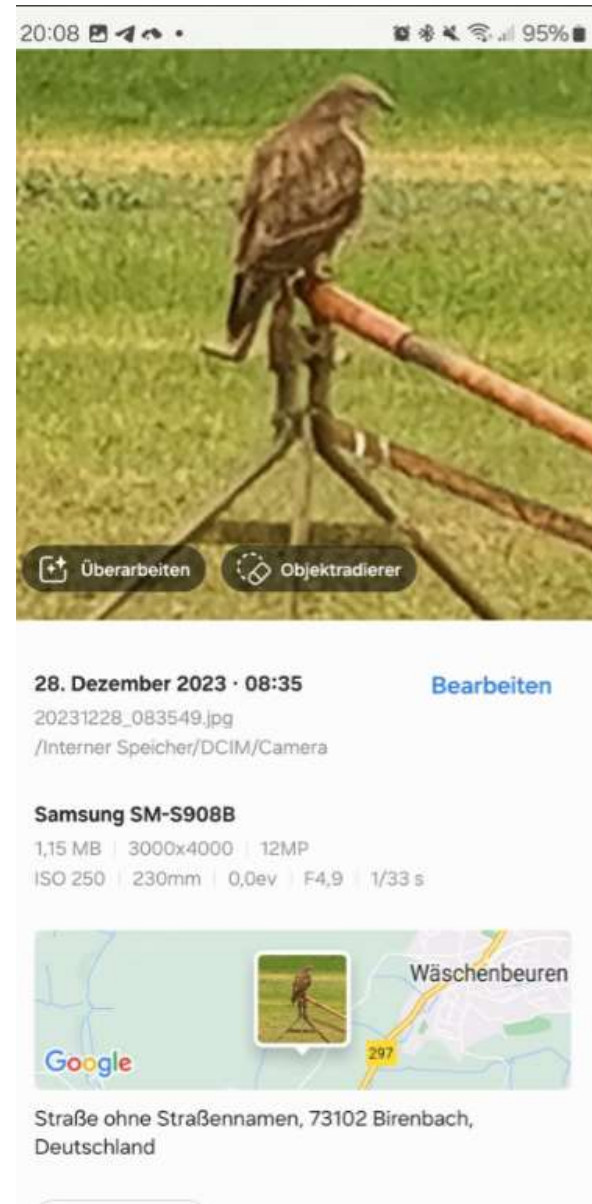 20:08 95%
Überarbeiten Objektradierer
28. Dezember 2023 · 08:35 Bearbeiten
20231228_083549.jpg
/Interner Speicher/DCIM/Camera
Samsung SM-S908B
1,15 MB | 3000x4000 | 12MP
ISO 250 | 230mm | 0,0ev | F4,9 | 1/33 s
Wäschenbeuren
297
Google
Straße ohne Straßennamen, 73102 Birenbach,
Deutschland